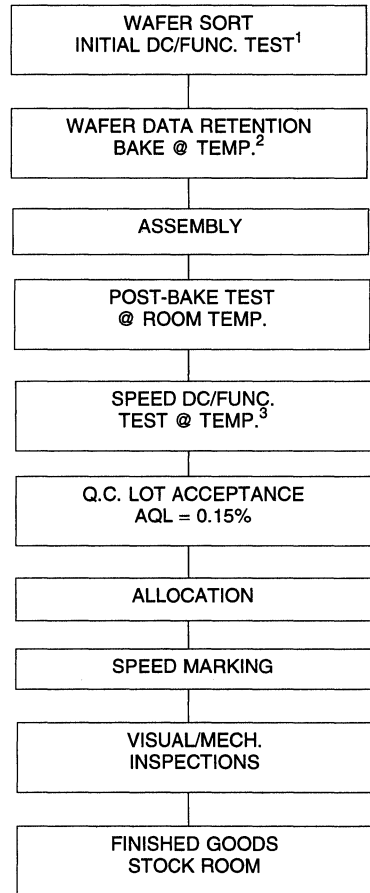 WAFER SORT
INITIAL DC/FUNC. TEST¹
WAFER DATA RETENTION
BAKE @ TEMP.²
ASSEMBLY
POST-BAKE TEST
@ ROOM TEMP.
SPEED DC/FUNC.
TEST @ TEMP.³
Q.C. LOT ACCEPTANCE
AQL = 0.15%
ALLOCATION
SPEED MARKING
VISUAL/MECH.
INSPECTIONS
FINISHED GOODS
STOCK ROOM